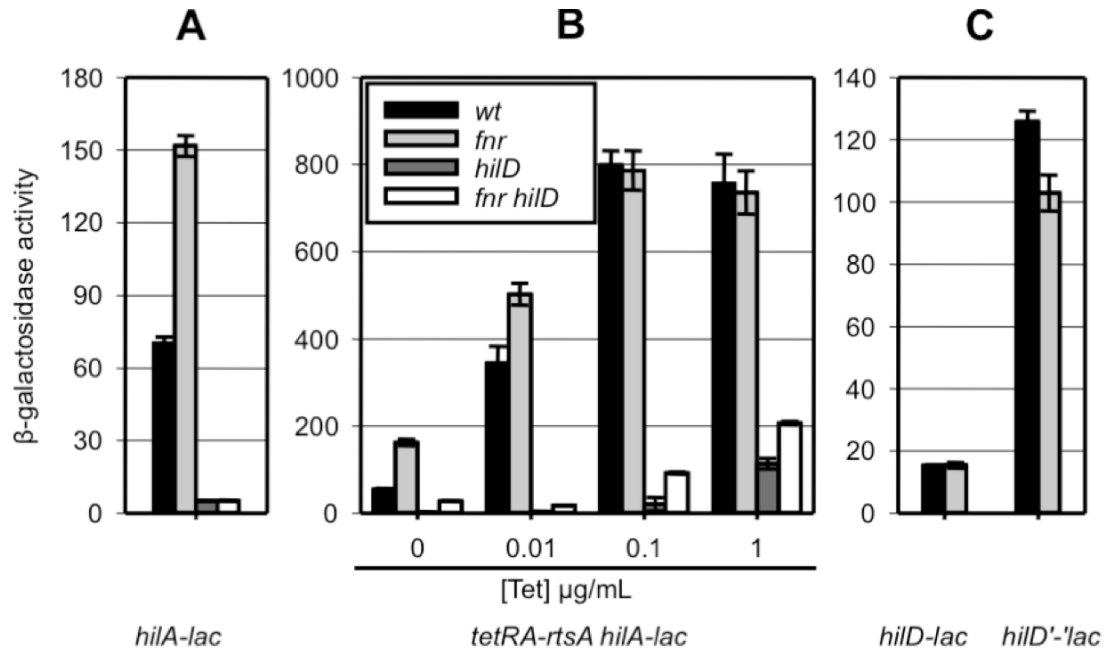 A
B
C
β-galactosidase activity
180
150
120
90
60
30
0
hilA-lac
1000
800
600
400
200
0
wt
fnr
hilD
fnr hilD
0 0.01 0.1 1
[Tet] μg/mL
tetRA-rtsA hilA-lac
140
120
100
80
60
40
20
0
hilD-lac hilD'-'lac